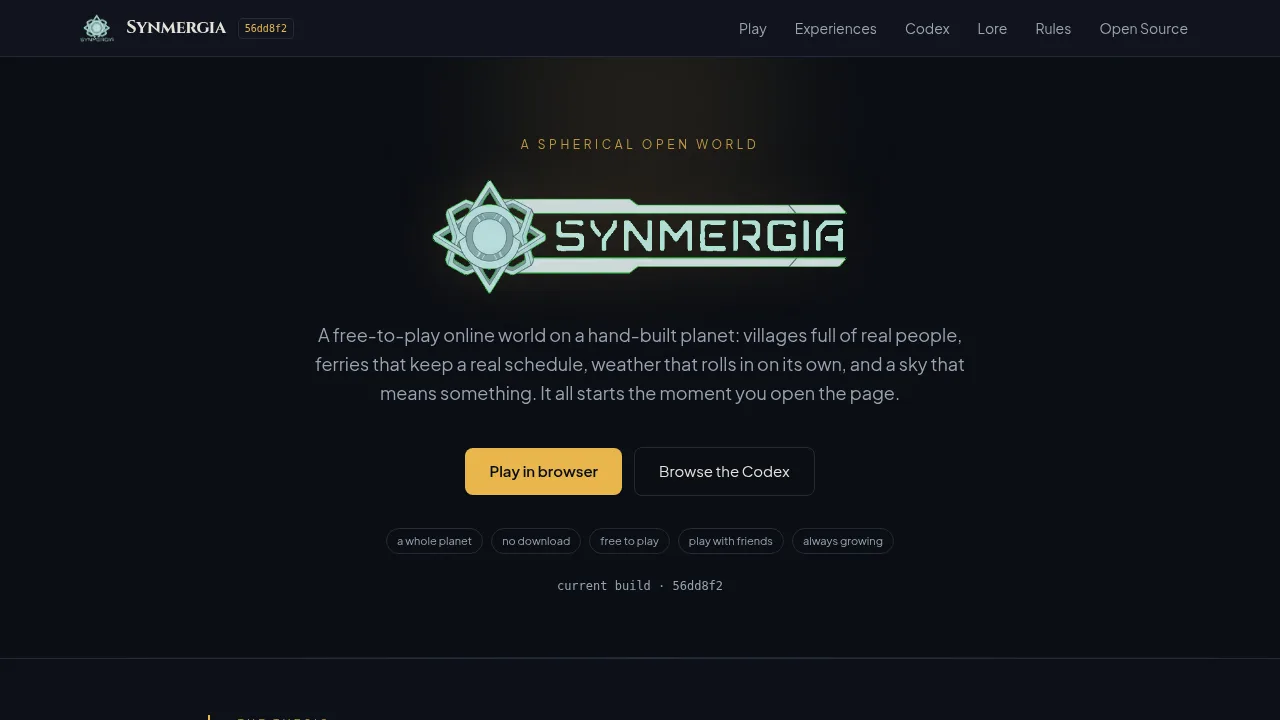 SYNMERGIA
Synmergia
56dd8f2
Play
Experiences
Codex
Lore
Rules
Open Source
A SPHERICAL OPEN WORLD
SYNMERGIA
A free-to-play online world on a hand-built planet: villages full of real people,
ferries that keep a real schedule, weather that rolls in on its own, and a sky that
means something. It all starts the moment you open the page.
Play in browser
Browse the Codex
a whole planet
no download
free to play
play with friends
always growing
current build · 56dd8f2